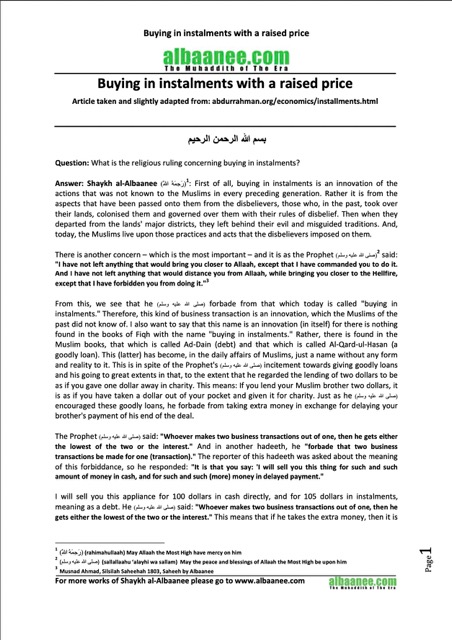 Buying in instalments with a raised price
albaanee.com
The Muhaddith of The Era
Buying in instalments with a raised price
Article taken and slightly adapted from: abdurrahman.org/economics/installments.html
بسم الله الرحمن الرحيم
Question: What is the religious ruling concerning buying in instalments?
Answer: Shaykh al-Albaanee (رَحِمَهُ اللهُ)1: First of all, buying in instalments is an innovation of the
actions that was not known to the Muslims in every preceding generation. Rather it is from the
aspects that have been passed onto them from the disbelievers, those who, in the past, took over
their lands, colonised them and governed over them with their rules of disbelief. Then when they
departed from the lands' major districts, they left behind their evil and misguided traditions. And,
today, the Muslims live upon those practices and acts that the disbelievers imposed on them.
There is another concern – which is the most important – and it is as the Prophet (صلى الله عليه وسلم)2 said:
"I have not left anything that would bring you closer to Allaah, except that I have commanded you to do it.
And I have not left anything that would distance you from Allaah, while bringing you closer to the Hellfire,
except that I have forbidden you from doing it."3
From this, we see that he (صلى الله عليه وسلم) forbade from that which today is called "buying in
instalments." Therefore, this kind of business transaction is an innovation, which the Muslims of the
past did not know of. I also want to say that this name is an innovation (in itself) for there is nothing
found in the books of Fiqh with the name "buying in instalments." Rather, there is found in the
Muslim books, that which is called Ad-Dain (debt) and that which is called Al-Qard-ul-Hasan (a
goodly loan). This (latter) has become, in the daily affairs of Muslims, just a name without any form
and reality to it. This is in spite of the Prophet's (صلى الله عليه وسلم) incitement towards giving goodly loans
and his going to great extents in that, to the extent that he regarded the lending of two dollars to be
as if you gave one dollar away in charity. This means: If you lend your Muslim brother two dollars, it
is as if you have taken a dollar out of your pocket and given it for charity. Just as he (صلى الله عليه وسلم)
encouraged these goodly loans, he forbade from taking extra money in exchange for delaying your
brother's payment of his end of the deal.
The Prophet (صلى الله عليه وسلم) said: "Whoever makes two business transactions out of one, then he gets either
the lowest of the two or the interest." And in another hadeeth, he "forbade that two business
transactions be made for one (transaction)." The reporter of this hadeeth was asked about the meaning
of this forbiddance, so he responded: "It is that you say: 'I will sell you this thing for such and such
amount of money in cash, and for such and such (more) money in delayed payment."
I will sell you this appliance for 100 dollars in cash directly, and for 105 dollars in instalments,
meaning as a debt. He (صلى الله عليه وسلم) said: "Whoever makes two business transactions out of one, then he
gets either the lowest of the two or the interest." This means that if he takes the extra money, then it is
1 (رَحِمَهُ اللهُ) (rahimahullaah) May Allaah the Most High have mercy on him
2 (صلى الله عليه وسلم) (sallallaahu 'alayhi wa sallam) May the peace and blessings of Allaah the Most High be upon him
3 Musnad Ahmad, Silsilah Saheehah 1803, Saheeh by Albaanee
For more works of Shaykh al-Albaanee please go to www.albaanee.com
albaanee.com
The Muhaddith of The Era
Page1